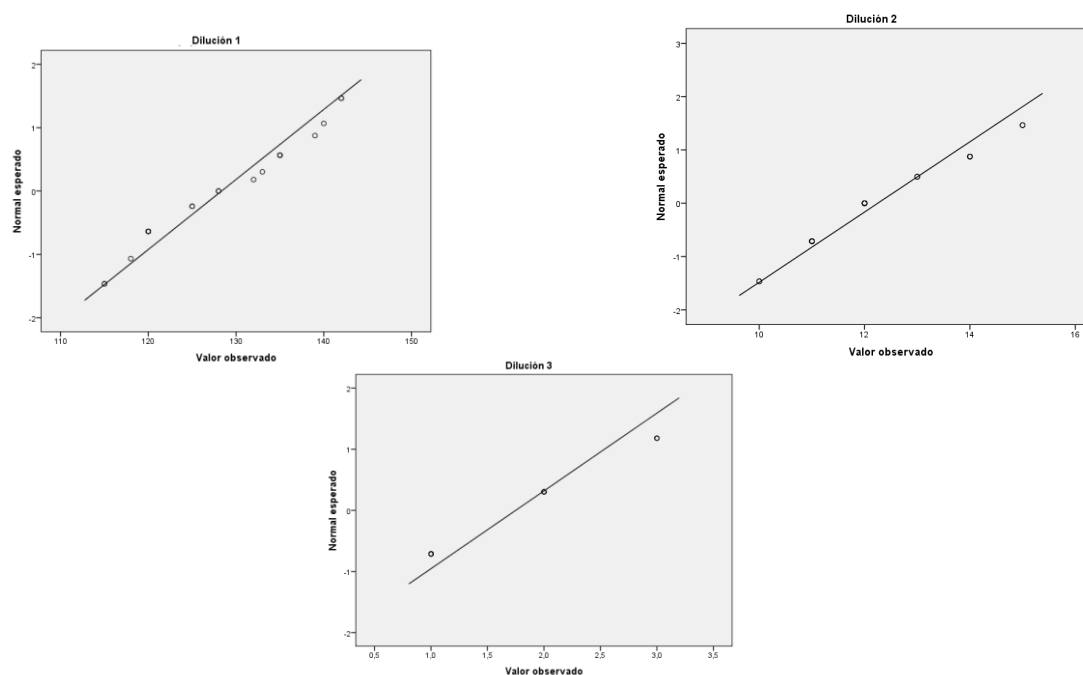 Dilución 1
Normal esperado
2
1
0
-1
-2
110 120 130 140 150
Valor observado
Dilución 2
Normal esperado
3
2
1
0
-1
-2
10 12 14 16
Valor observado
Dilución 3
Normal esperado
2
1
0
-1
-2
0,5 1,0 1,5 2,0 2,5 3,0 3,5
Valor observado